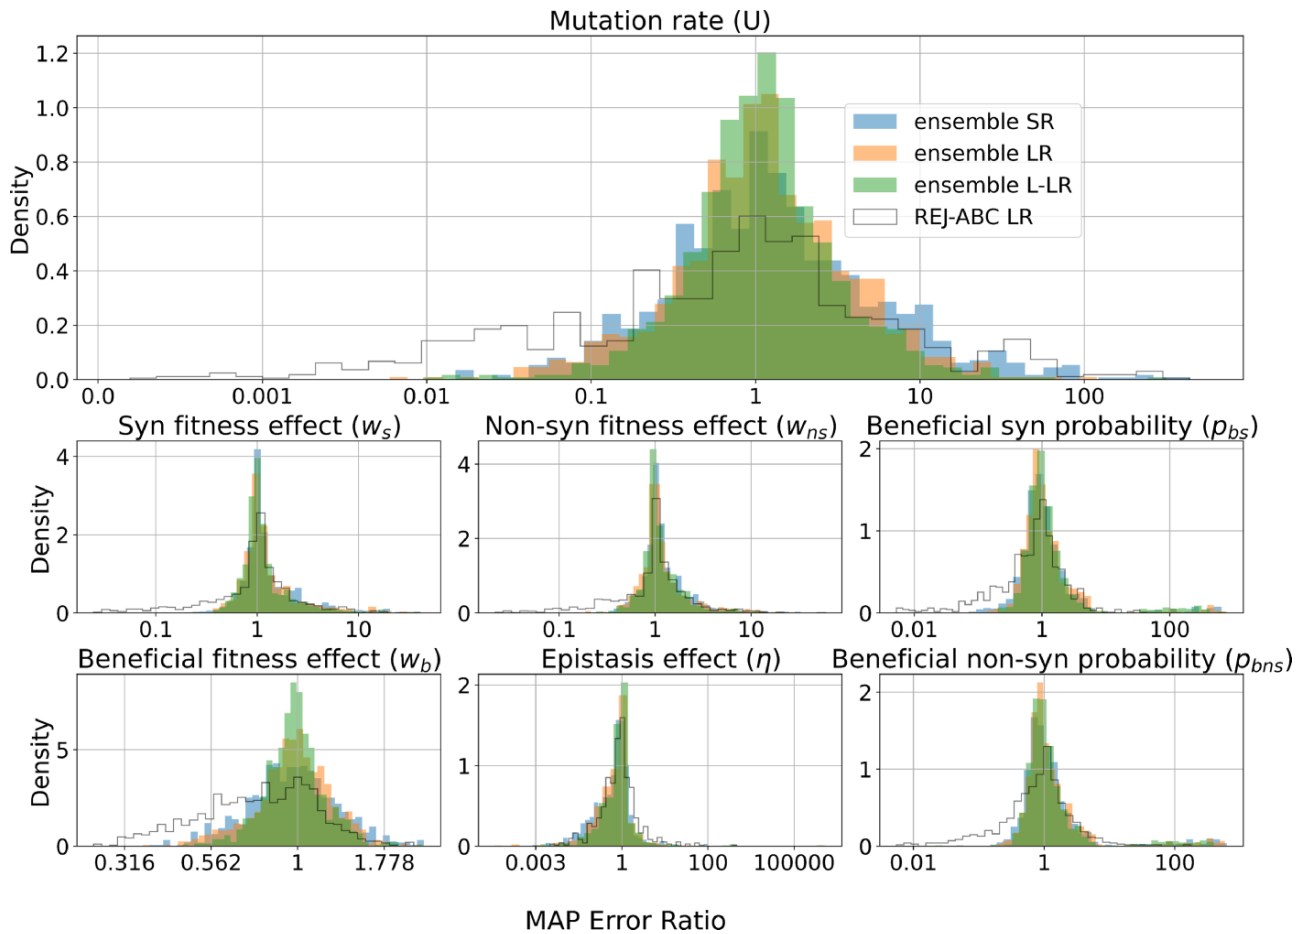 Mutation rate (U)
Density
1.2
1.0
0.8
0.6
0.4
0.2
0.0
ensemble SR
ensemble LR
ensemble L-LR
REJ-ABC LR
0.0 0.001 0.01 0.1 1 10 100
Syn fitness effect (wₛ)
Density
4
2
0
0.1 1 10
Non-syn fitness effect (wₙₛ)
4
2
0
0.1 1 10
Beneficial syn probability (p_bs)
2
1
0
0.01 1 100
Beneficial fitness effect (w_b)
Density
5
0
0.316 0.562 1 1.778
Epistasis effect (η)
2
1
0
0.003 1 100 100000
Beneficial non-syn probability (p_bns)
2
1
0
0.01 1 100
MAP Error Ratio